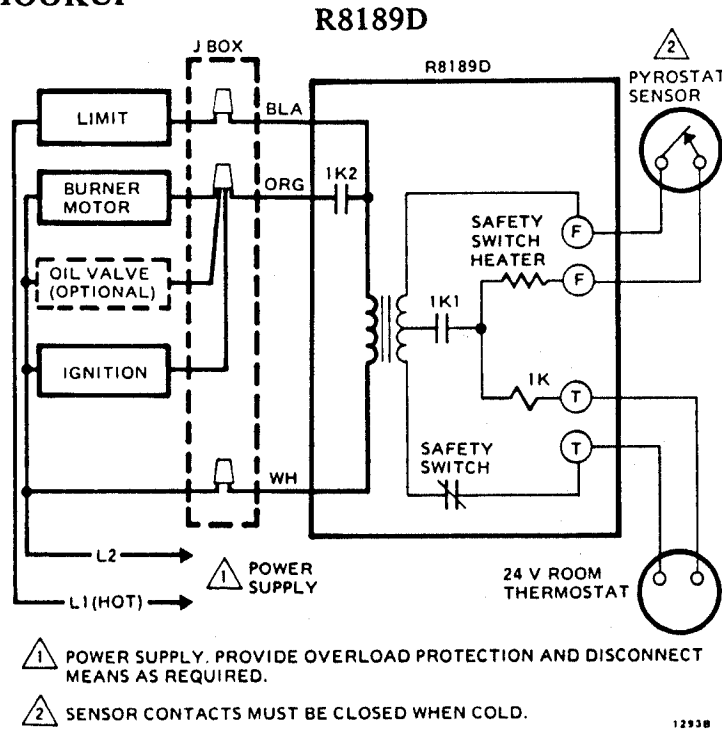 R8189D
J BOX
R8189D
2
PYROSTAT
SENSOR
LIMIT
BLA
BURNER
MOTOR
ORG
1K2
OIL VALVE
(OPTIONAL)
SAFETY
SWITCH
HEATER
F
F
1K1
IGNITION
1K
T
T
SAFETY
SWITCH
WH
L2
1
POWER
SUPPLY
24 V ROOM
THERMOSTAT
L1(HOT)
1 POWER SUPPLY. PROVIDE OVERLOAD PROTECTION AND DISCONNECT
MEANS AS REQUIRED.
2 SENSOR CONTACTS MUST BE CLOSED WHEN COLD.
1293B